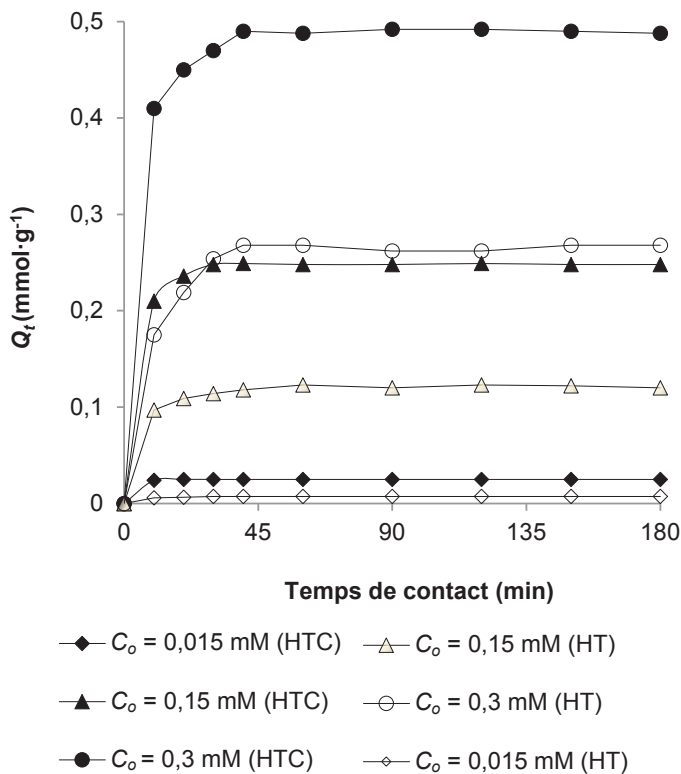 0,5
0,4
0,3
0,2
0,1
0
Qt (mmol·g-1)
0 45 90 135 180
Temps de contact (min)
Co = 0,015 mM (HTC) Co = 0,15 mM (HT)
Co = 0,15 mM (HTC) Co = 0,3 mM (HT)
Co = 0,3 mM (HTC) Co = 0,015 mM (HT)